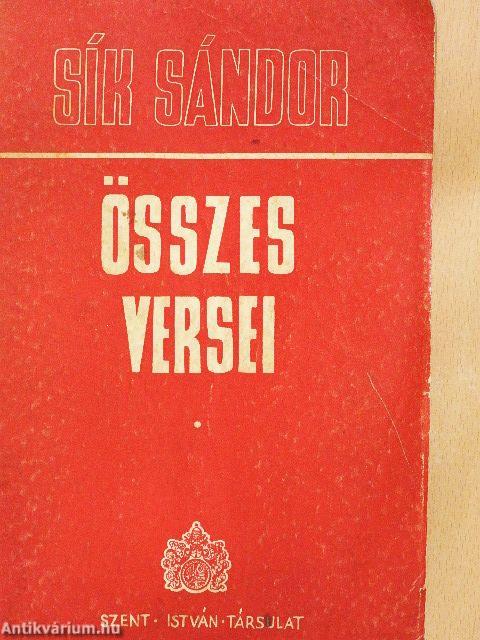 SÍK SÁNDOR
ÖSSZES
VERSEI
SZENT · ISTVÁN · TÁRSULAT
Antikvárium.hu